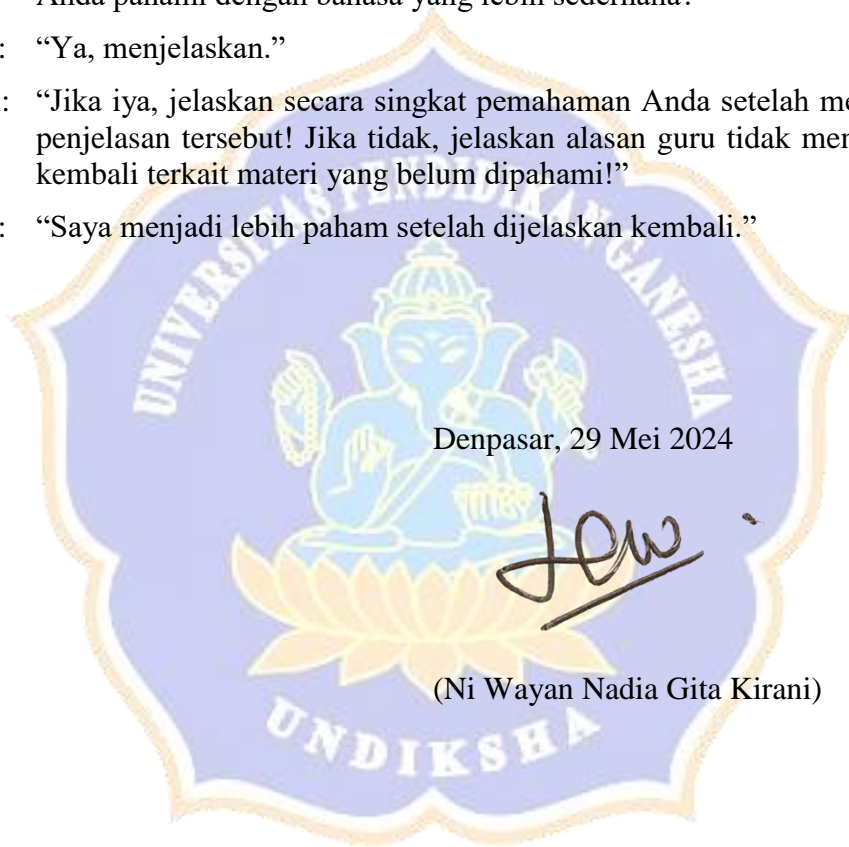 Anda pahami dengan bahasa yang lebih sederhana?”
: “Ya, menjelaskan.”
: “Jika iya, jelaskan secara singkat pemahaman Anda setelah
penjelasan tersebut! Jika tidak, jelaskan alasan guru tidak
kembali terkait materi yang belum dipahami!”
: “Saya menjadi lebih paham setelah dijelaskan kembali.”
UNIVERSITAS PENDIDIKAN GANESHA
Denpasar, 29 Mei 2024
(Ni Wayan Nadia Gita Kirani)
UNDIKSHA